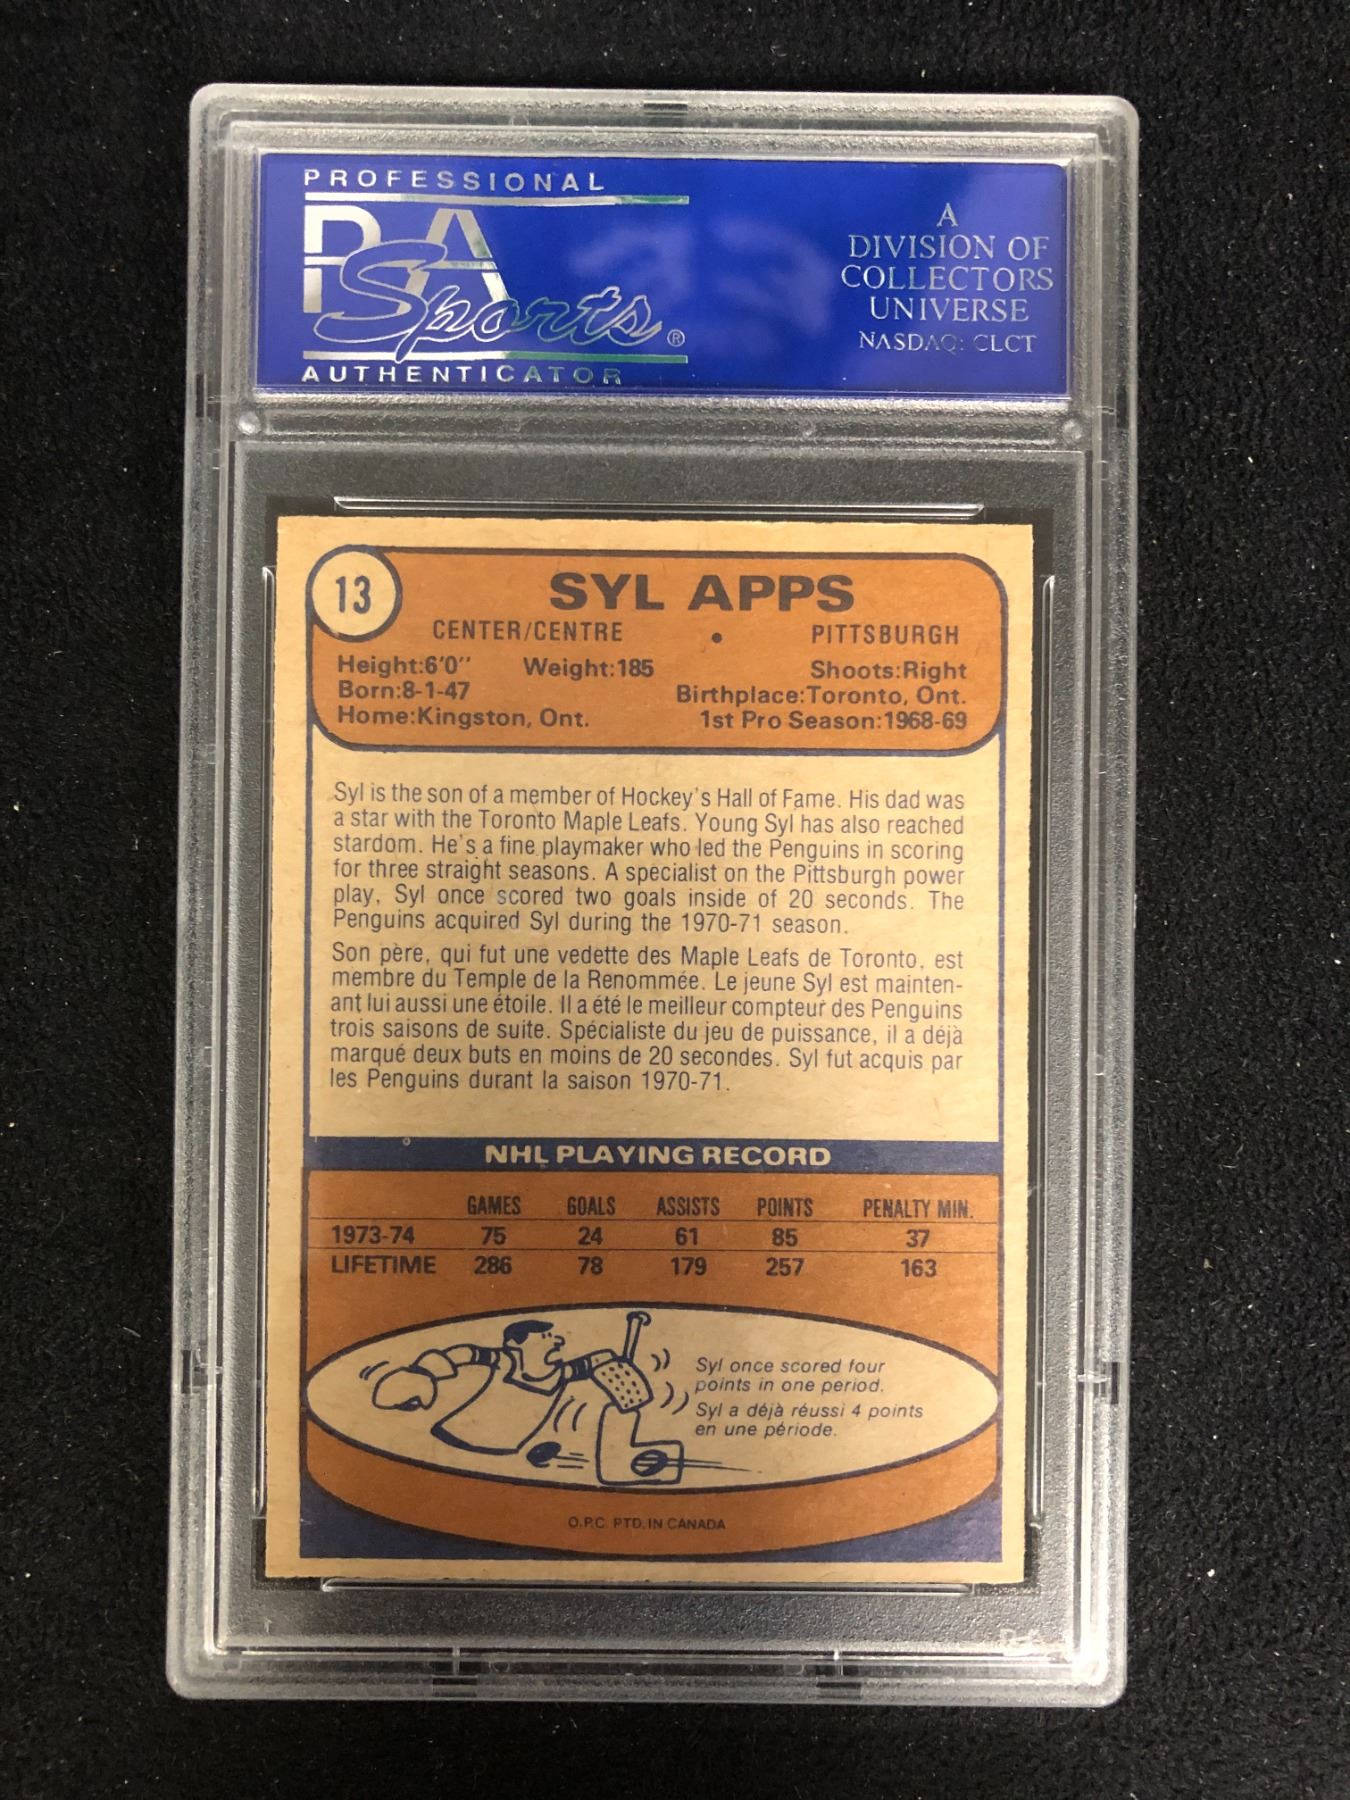 PROFESSIONAL
PSA
Sports®
AUTHENTICATOR
A
DIVISION OF
COLLECTORS
UNIVERSE
NASDAQ: CLCT
13
SYL APPS
CENTER/CENTRE • PITTSBURGH
Height:6'0'' Weight:185 Shoots:Right
Born:8-1-47 Birthplace:Toronto, Ont.
Home:Kingston, Ont. 1st Pro Season:1968-69
Syl is the son of a member of Hockey's Hall of Fame. His dad was
a star with the Toronto Maple Leafs. Young Syl has also reached
stardom. He's a fine playmaker who led the Penguins in scoring
for three straight seasons. A specialist on the Pittsburgh power
play, Syl once scored two goals inside of 20 seconds. The
Penguins acquired Syl during the 1970-71 season.
Son père, qui fut une vedette des Maple Leafs de Toronto, est
membre du Temple de la Renommée. Le jeune Syl est mainten-
ant lui aussi une étoile. Il a été le meilleur compteur des Penguins
trois saisons de suite. Spécialiste du jeu de puissance, il a déjà
marqué deux buts en moins de 20 secondes. Syl fut acquis par
les Penguins durant la saison 1970-71.
NHL PLAYING RECORD
GAMES GOALS ASSISTS POINTS PENALTY MIN.
1973-74 75 24 61 85 37
LIFETIME 286 78 179 257 163
Syl once scored four
points in one period.
Syl a déjà réussi 4 points
en une période.
O.P.C. PTD. IN CANADA